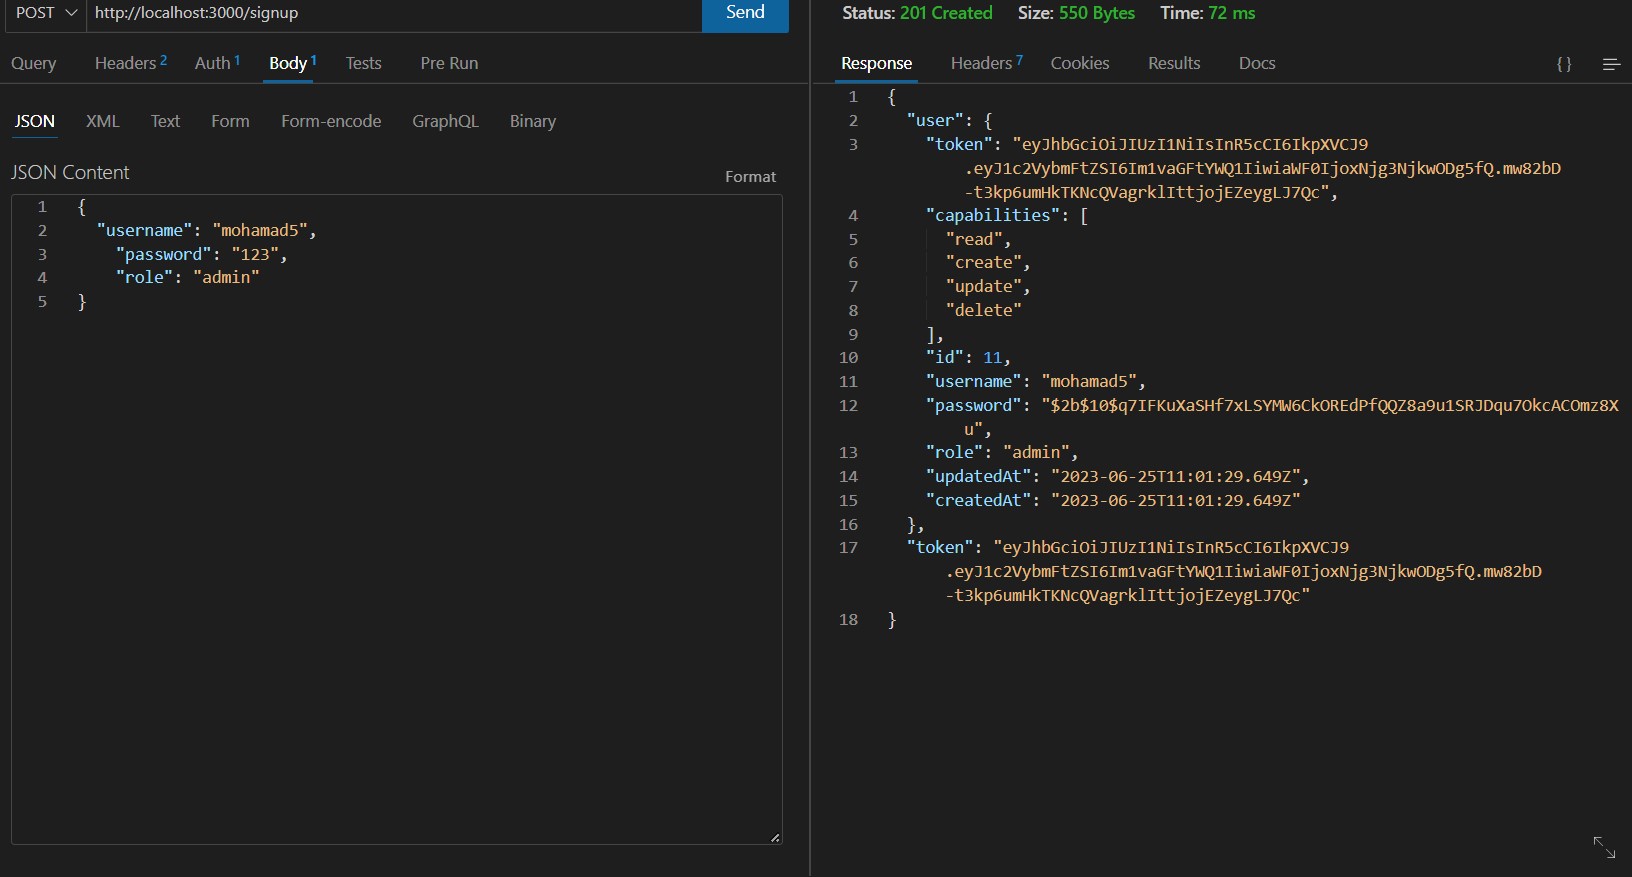 POST http://localhost:3000/signup Send
Query Headers 2 Auth 1 Body 1 Tests Pre Run
JSON XML Text Form Form-encode GraphQL Binary
JSON Content
Format
1 {
2 "username": "mohamad5",
3 "password": "123",
4 "role": "admin"
5 }
Status: 201 Created Size: 550 Bytes Time: 72 ms
Response Headers 7 Cookies Results Docs {}
1 {
2 "user": {
3 "token": "eyJhbGciOiJIUzI1NiIsInR5cCI6IkpXVCJ9
.eyJ1c2VybmFtZSI6Im1vaGFtYWQ1IiwiaWF0IjoxNjg3NjkwODg5fQ.mw82bD
-t3kp6umHkTKNcQVagrklIttjojEZeygLJ7Qc",
4 "capabilities": [
5 "read",
6 "create",
7 "update",
8 "delete"
9 ],
10 "id": 11,
11 "username": "mohamad5",
12 "password": "$2b$10$q7IFKuXaSHf7xLSYMW6CkOREdPfQQZ8a9u1SRJDqu7OkcACOmz8X
u",
13 "role": "admin",
14 "updatedAt": "2023-06-25T11:01:29.649Z",
15 "createdAt": "2023-06-25T11:01:29.649Z"
16 },
17 "token": "eyJhbGciOiJIUzI1NiIsInR5cCI6IkpXVCJ9
.eyJ1c2VybmFtZSI6Im1vaGFtYWQ1IiwiaWF0IjoxNjg3NjkwODg5fQ.mw82bD
-t3kp6umHkTKNcQVagrklIttjojEZeygLJ7Qc"
18 }